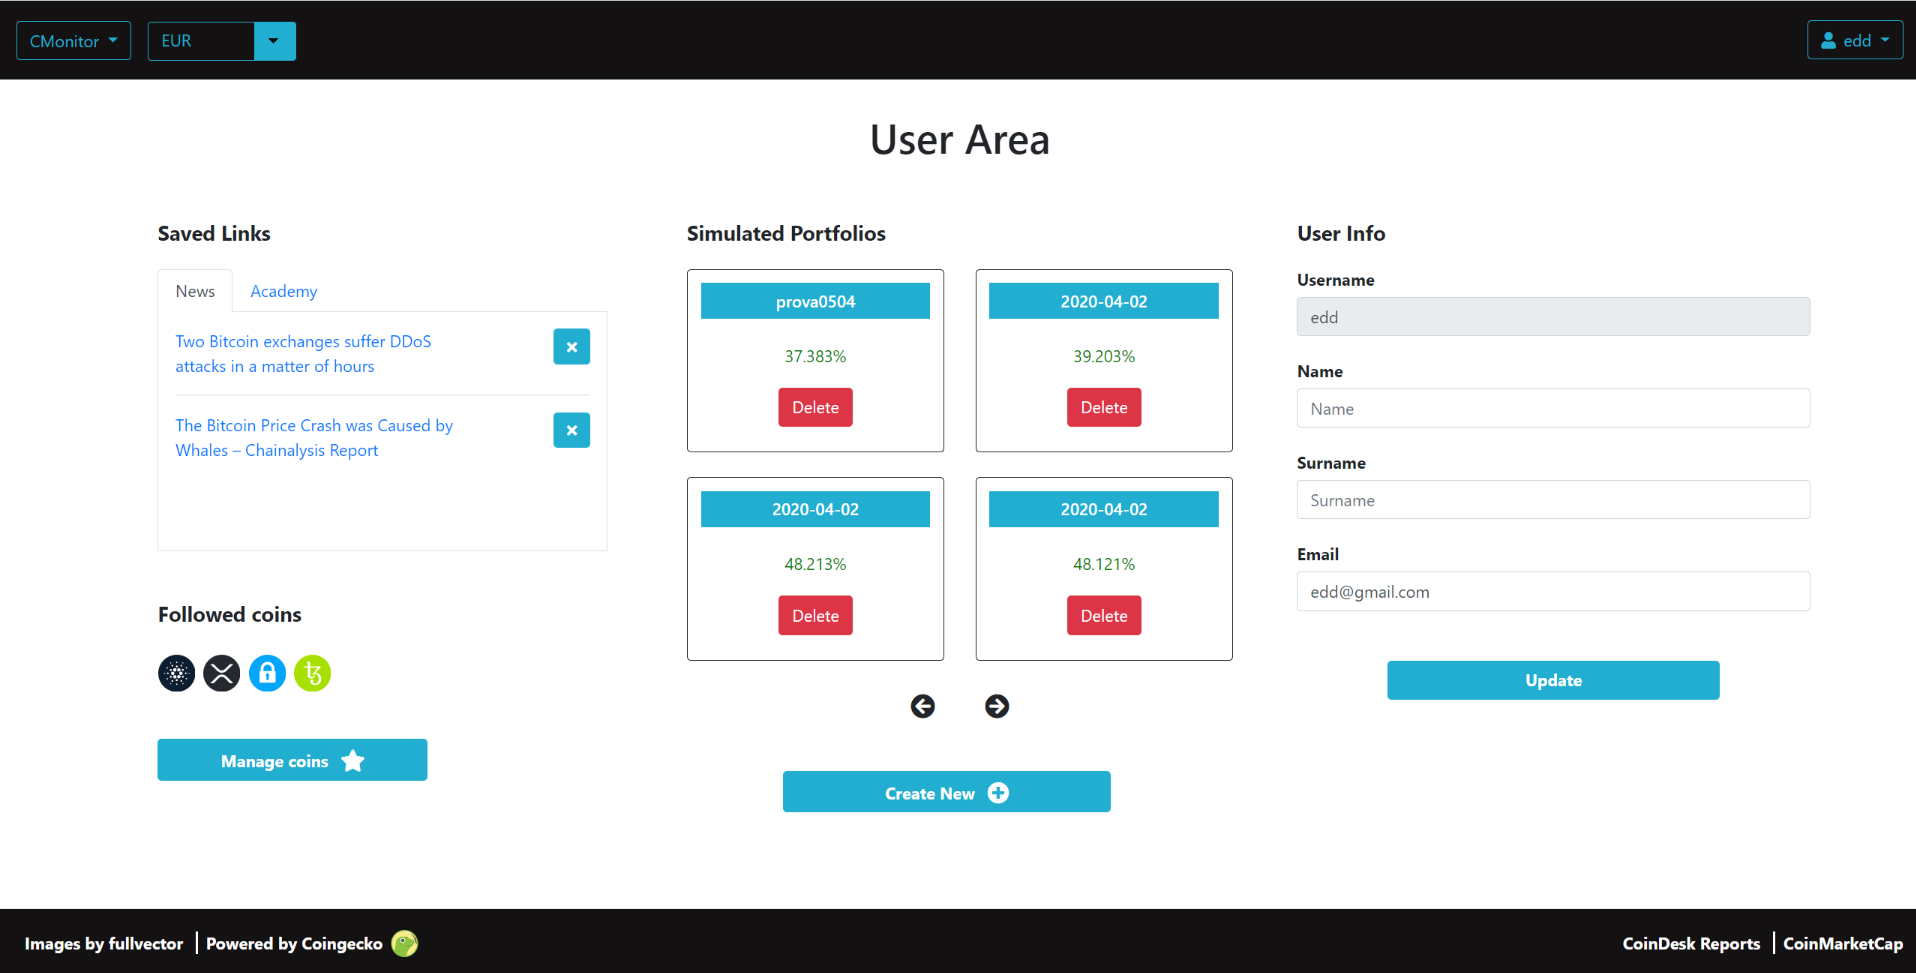 CMonitor
EUR
edd
User Area
Saved Links
News
Academy
Two Bitcoin exchanges suffer DDoS
attacks in a matter of hours
The Bitcoin Price Crash was Caused by
Whales – Chainalysis Report
Followed coins
Manage coins
Simulated Portfolios
prova0504
37.383%
Delete
2020-04-02
39.203%
Delete
2020-04-02
48.213%
Delete
2020-04-02
48.121%
Delete
Create New
User Info
Username
edd
Name
Name
Surname
Surname
Email
edd@gmail.com
Update
Images by fullvector
Powered by Coingecko
CoinDesk Reports
CoinMarketCap